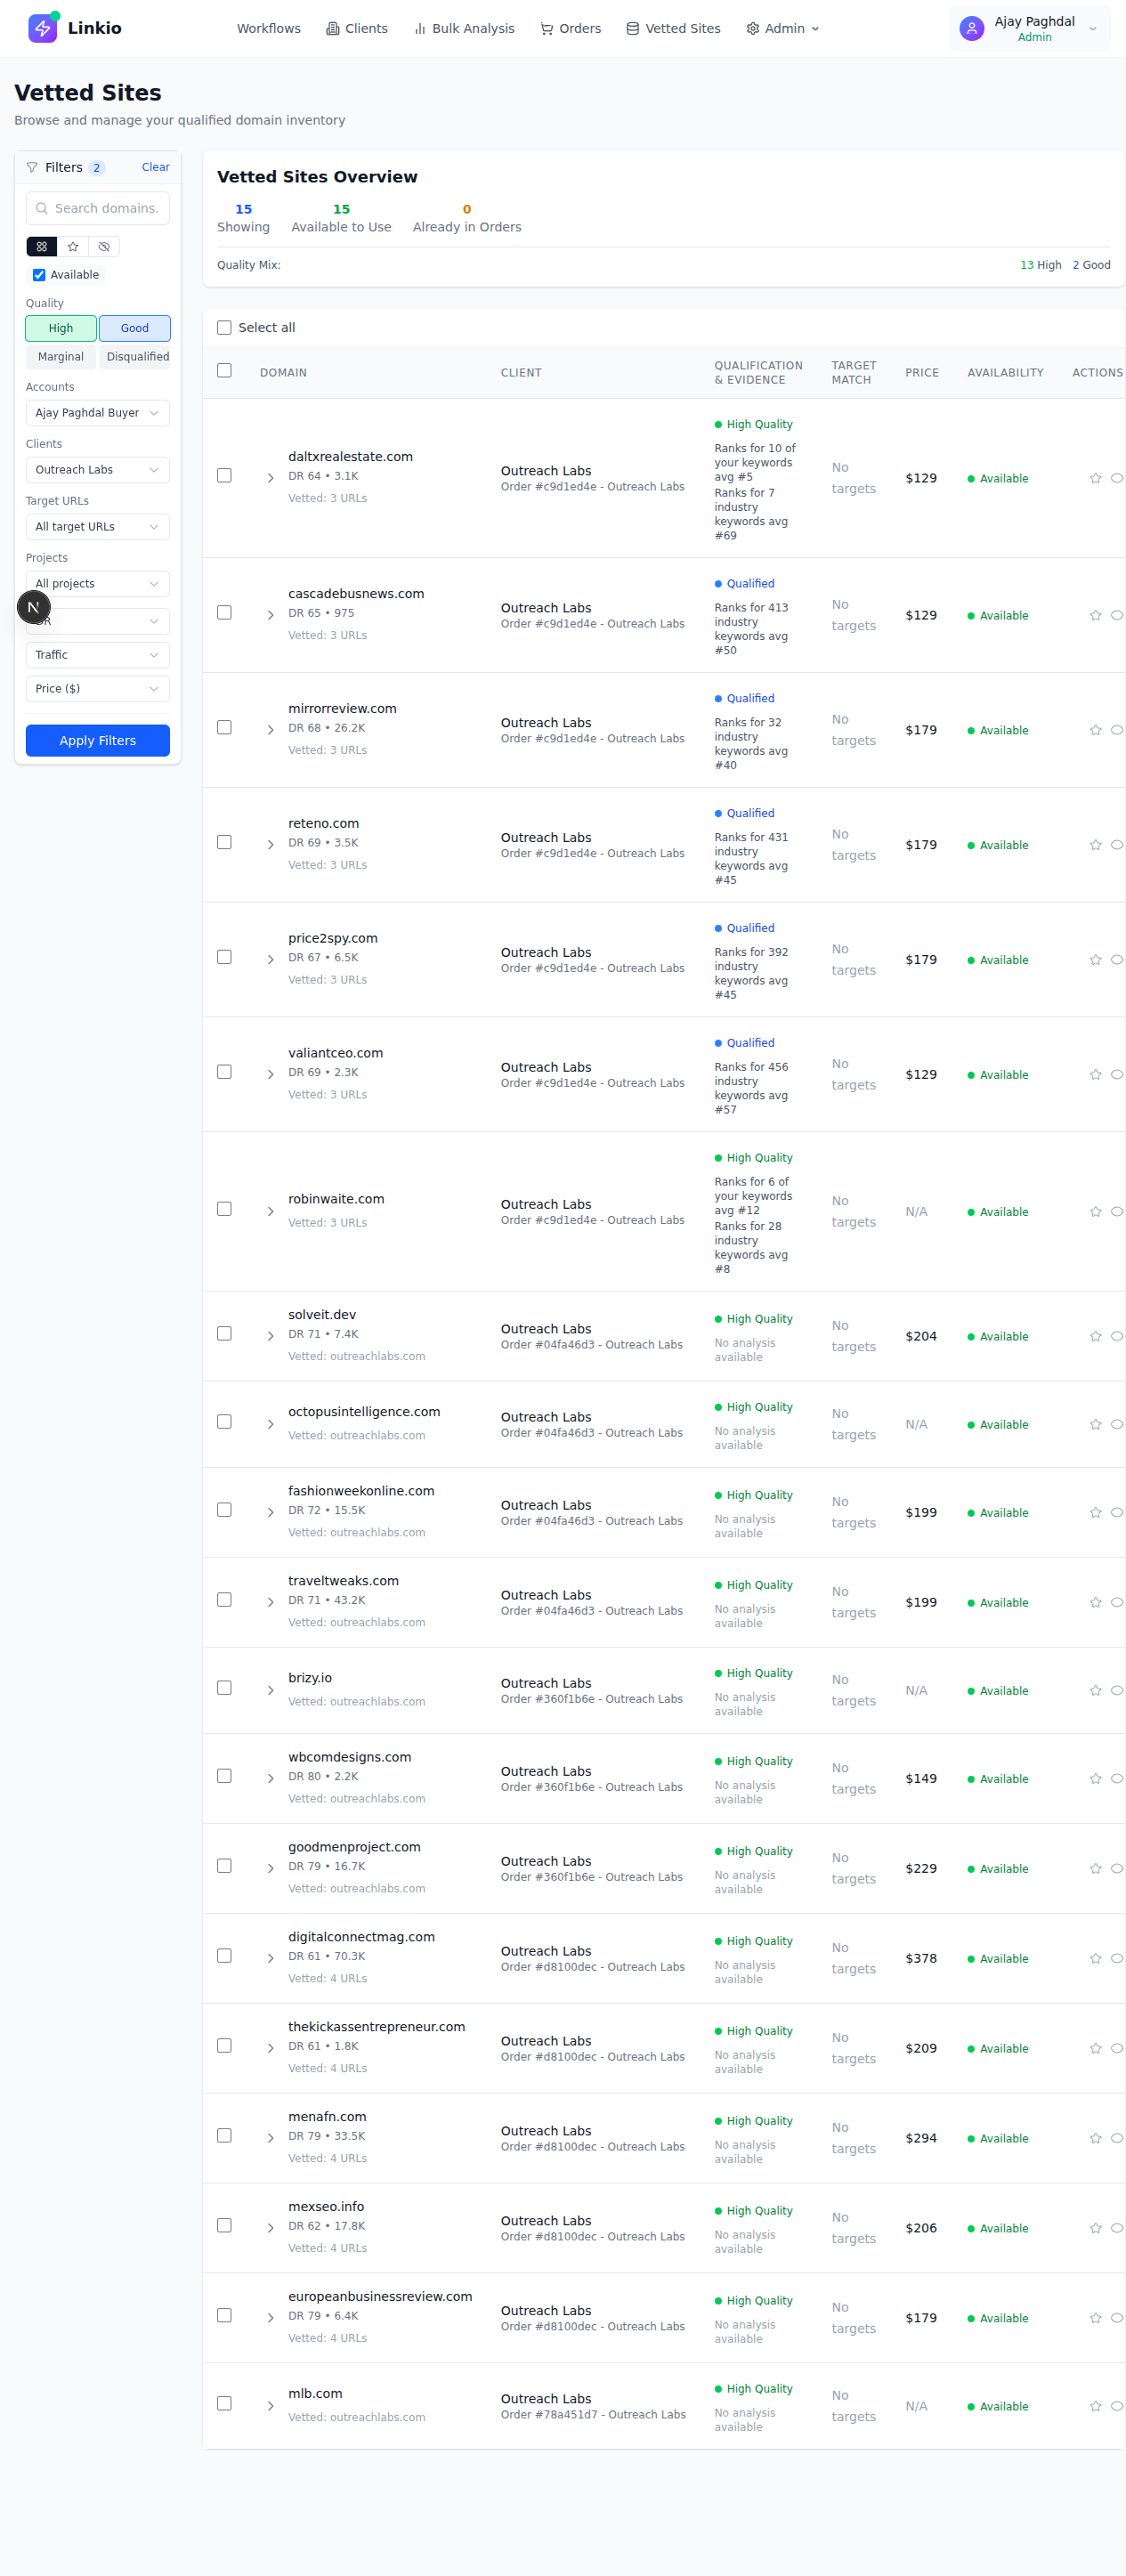 Linkio
Workflows
Clients
Bulk Analysis
Orders
Vetted Sites
Admin
Ajay Paghdal
Admin
Vetted Sites
Browse and manage your qualified domain inventory
Filters 2
Clear
Search domains.
Available
Quality
High
Good
Marginal
Disqualified
Accounts
Ajay Paghdal Buyer
Clients
Outreach Labs
Target URLs
All target URLs
Projects
All projects
N
Traffic
Price ($)
Apply Filters
Vetted Sites Overview
15
Showing
15
Available to Use
0
Already in Orders
Quality Mix:
13 High 2 Good
Select all
DOMAIN
CLIENT
QUALIFICATION
& EVIDENCE
TARGET
MATCH
PRICE
AVAILABILITY
ACTIONS
daltxrealestate.com
DR 64 • 3.1K
Vetted: 3 URLs
Outreach Labs
Order #c9d1ed4e - Outreach Labs
High Quality
Ranks for 10 of
your keywords
avg #5
Ranks for 7
industry
keywords avg
#69
No
targets
$129
Available
cascadebusnews.com
DR 65 • 975
Vetted: 3 URLs
Outreach Labs
Order #c9d1ed4e - Outreach Labs
Qualified
Ranks for 413
industry
keywords avg
#50
No
targets
$129
Available
mirrorreview.com
DR 68 • 26.2K
Vetted: 3 URLs
Outreach Labs
Order #c9d1ed4e - Outreach Labs
Qualified
Ranks for 32
industry
keywords avg
#40
No
targets
$179
Available
reteno.com
DR 69 • 3.5K
Vetted: 3 URLs
Outreach Labs
Order #c9d1ed4e - Outreach Labs
Qualified
Ranks for 431
industry
keywords avg
#45
No
targets
$179
Available
price2spy.com
DR 67 • 6.5K
Vetted: 3 URLs
Outreach Labs
Order #c9d1ed4e - Outreach Labs
Qualified
Ranks for 392
industry
keywords avg
#45
No
targets
$179
Available
valiantceo.com
DR 69 • 2.3K
Vetted: 3 URLs
Outreach Labs
Order #c9d1ed4e - Outreach Labs
Qualified
Ranks for 456
industry
keywords avg
#57
No
targets
$129
Available
robinwaite.com
Vetted: 3 URLs
Outreach Labs
Order #c9d1ed4e - Outreach Labs
High Quality
Ranks for 6 of
your keywords
avg #12
Ranks for 28
industry
keywords avg
#8
No
targets
N/A
Available
solveit.dev
DR 71 • 7.4K
Vetted: outreachlabs.com
Outreach Labs
Order #04fa46d3 - Outreach Labs
High Quality
No analysis
available
No
targets
$204
Available
octopusintelligence.com
Vetted: outreachlabs.com
Outreach Labs
Order #04fa46d3 - Outreach Labs
High Quality
No analysis
available
No
targets
N/A
Available
fashionweekonline.com
DR 72 • 15.5K
Vetted: outreachlabs.com
Outreach Labs
Order #04fa46d3 - Outreach Labs
High Quality
No analysis
available
No
targets
$199
Available
traveltweaks.com
DR 71 • 43.2K
Vetted: outreachlabs.com
Outreach Labs
Order #04fa46d3 - Outreach Labs
High Quality
No analysis
available
No
targets
$199
Available
brizy.io
Vetted: outreachlabs.com
Outreach Labs
Order #360f1b6e - Outreach Labs
High Quality
No analysis
available
No
targets
N/A
Available
wbcomdesigns.com
DR 80 • 2.2K
Vetted: outreachlabs.com
Outreach Labs
Order #360f1b6e - Outreach Labs
High Quality
No analysis
available
No
targets
$149
Available
goodmenproject.com
DR 79 • 16.7K
Vetted: outreachlabs.com
Outreach Labs
Order #360f1b6e - Outreach Labs
High Quality
No analysis
available
No
targets
$229
Available
digitalconnectmag.com
DR 61 • 70.3K
Vetted: 4 URLs
Outreach Labs
Order #d8100dec - Outreach Labs
High Quality
No analysis
available
No
targets
$378
Available
thekickassentrepreneur.com
DR 61 • 1.8K
Vetted: 4 URLs
Outreach Labs
Order #d8100dec - Outreach Labs
High Quality
No analysis
available
No
targets
$209
Available
menafn.com
DR 79 • 33.5K
Vetted: 4 URLs
Outreach Labs
Order #d8100dec - Outreach Labs
High Quality
No analysis
available
No
targets
$294
Available
mexseo.info
DR 62 • 17.8K
Vetted: 4 URLs
Outreach Labs
Order #d8100dec - Outreach Labs
High Quality
No analysis
available
No
targets
$206
Available
europeanbusinessreview.com
DR 79 • 6.4K
Vetted: 4 URLs
Outreach Labs
Order #d8100dec - Outreach Labs
High Quality
No analysis
available
No
targets
$179
Available
mlb.com
Vetted: outreachlabs.com
Outreach Labs
Order #78a451d7 - Outreach Labs
High Quality
No analysis
available
No
targets
N/A
Available